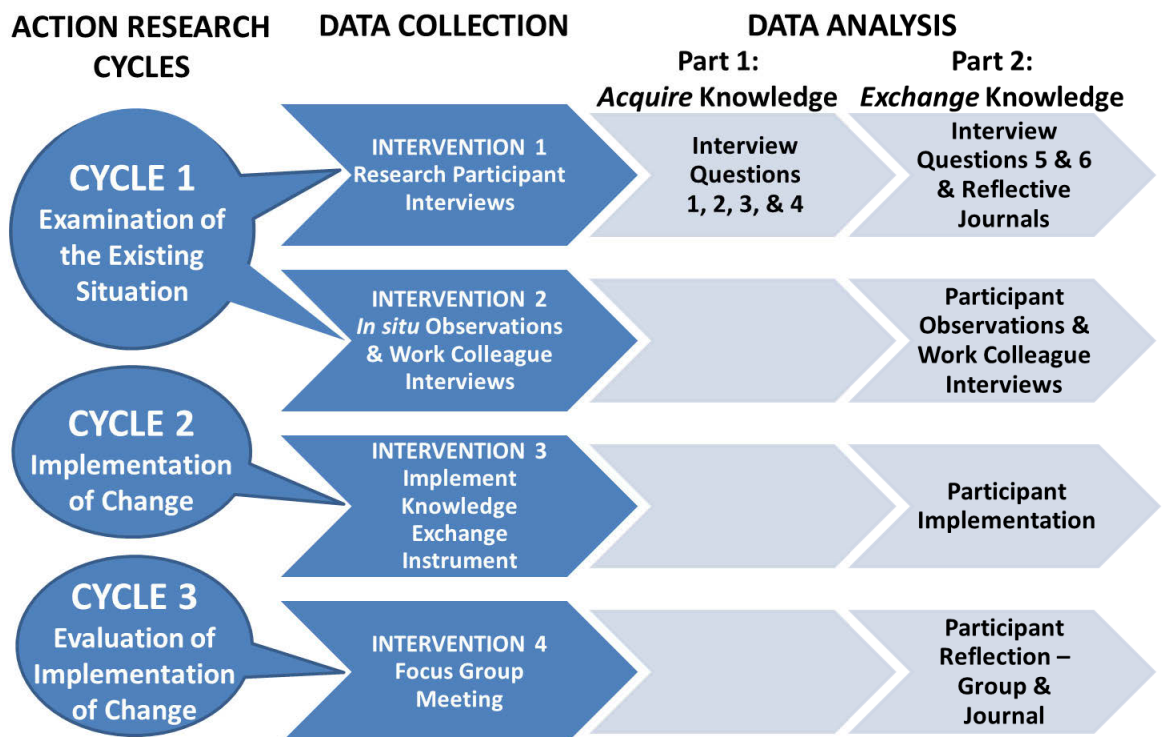 ACTION RESEARCH
CYCLES
DATA COLLECTION
DATA ANALYSIS
Part 1:
Acquire Knowledge
Part 2:
Exchange Knowledge
CYCLE 1
Examination of
the Existing
Situation
INTERVENTION 1
Research Participant
Interviews
Interview
Questions
1, 2, 3, & 4
Interview
Questions 5 & 6
& Reflective
Journals
INTERVENTION 2
In situ Observations
& Work Colleague
Interviews
Participant
Observations &
Work Colleague
Interviews
CYCLE 2
Implementation
of Change
INTERVENTION 3
Implement
Knowledge
Exchange
Instrument
Participant
Implementation
CYCLE 3
Evaluation of
Implementation
of Change
INTERVENTION 4
Focus Group
Meeting
Participant
Reflection –
Group &
Journal